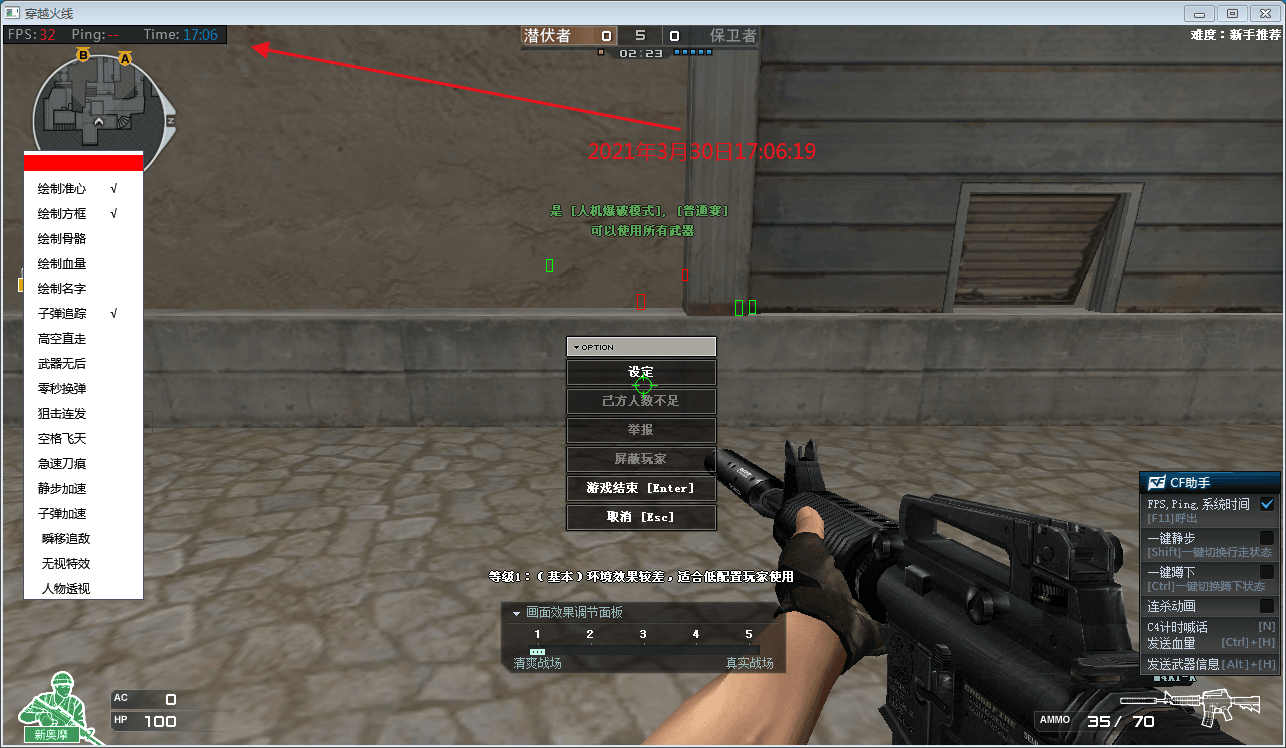 穿越火线
FPS: 32 Ping: -- Time: 17:06
潜伏者 0 5 0 保卫者
02:23
难度：新手推荐
B A
Z
2021年3月30日17:06:19
是 [人机爆破模式], [普通赛]
可以使用所有武器
绘制准心 √
绘制方框 √
绘制骨骼
绘制血量
绘制名字
子弹追踪 √
高空直走
武器无后
零秒换弹
狙击连发
空格飞天
急速刀痕
静步加速
子弹加速
瞬移追敌
无视特效
人物透视
OPTION
设定
己方人数不足
举报
屏蔽玩家
游戏结束 [Enter]
取消 [Esc]
等级1：（基本）环境效果较差，适合低配置玩家使用
画面效果调节面板
1 2 3 4 5
清爽战场 真实战场
CF助手
FPS, Ping, 系统时间
[F11]呼出
一键静步
[Shift]一键切换行走状态
一键蹲下
[Ctrl]一键切换蹲下状态
连杀动画
C4计时喊话 [N]
发送血量 [Ctrl]+[H]
发送武器信息[Alt]+[H]
AC 0
HP 100
新奥摩
AMMO 35/ 70